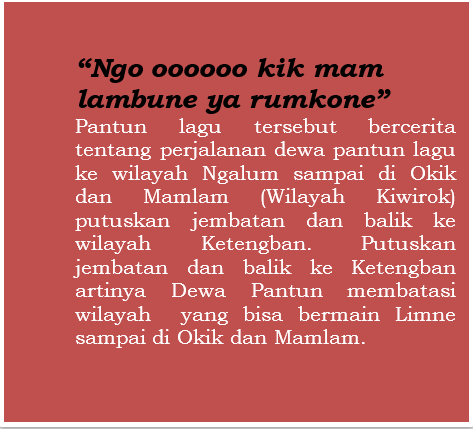 “Ngo oooooo kik mam
lambune ya rumkone”
Pantun lagu tersebut bercerita
tentang perjalanan dewa pantun lagu
ke wilayah Ngalum sampai di Okik
dan Mamlam (Wilayah Kiwirok)
putuskan jembatan dan balik ke
wilayah Ketengban. Putuskan
jembatan dan balik ke Ketengban
artinya Dewa Pantun membatasi
wilayah yang bisa bermain Limne
sampai di Okik dan Mamlam.